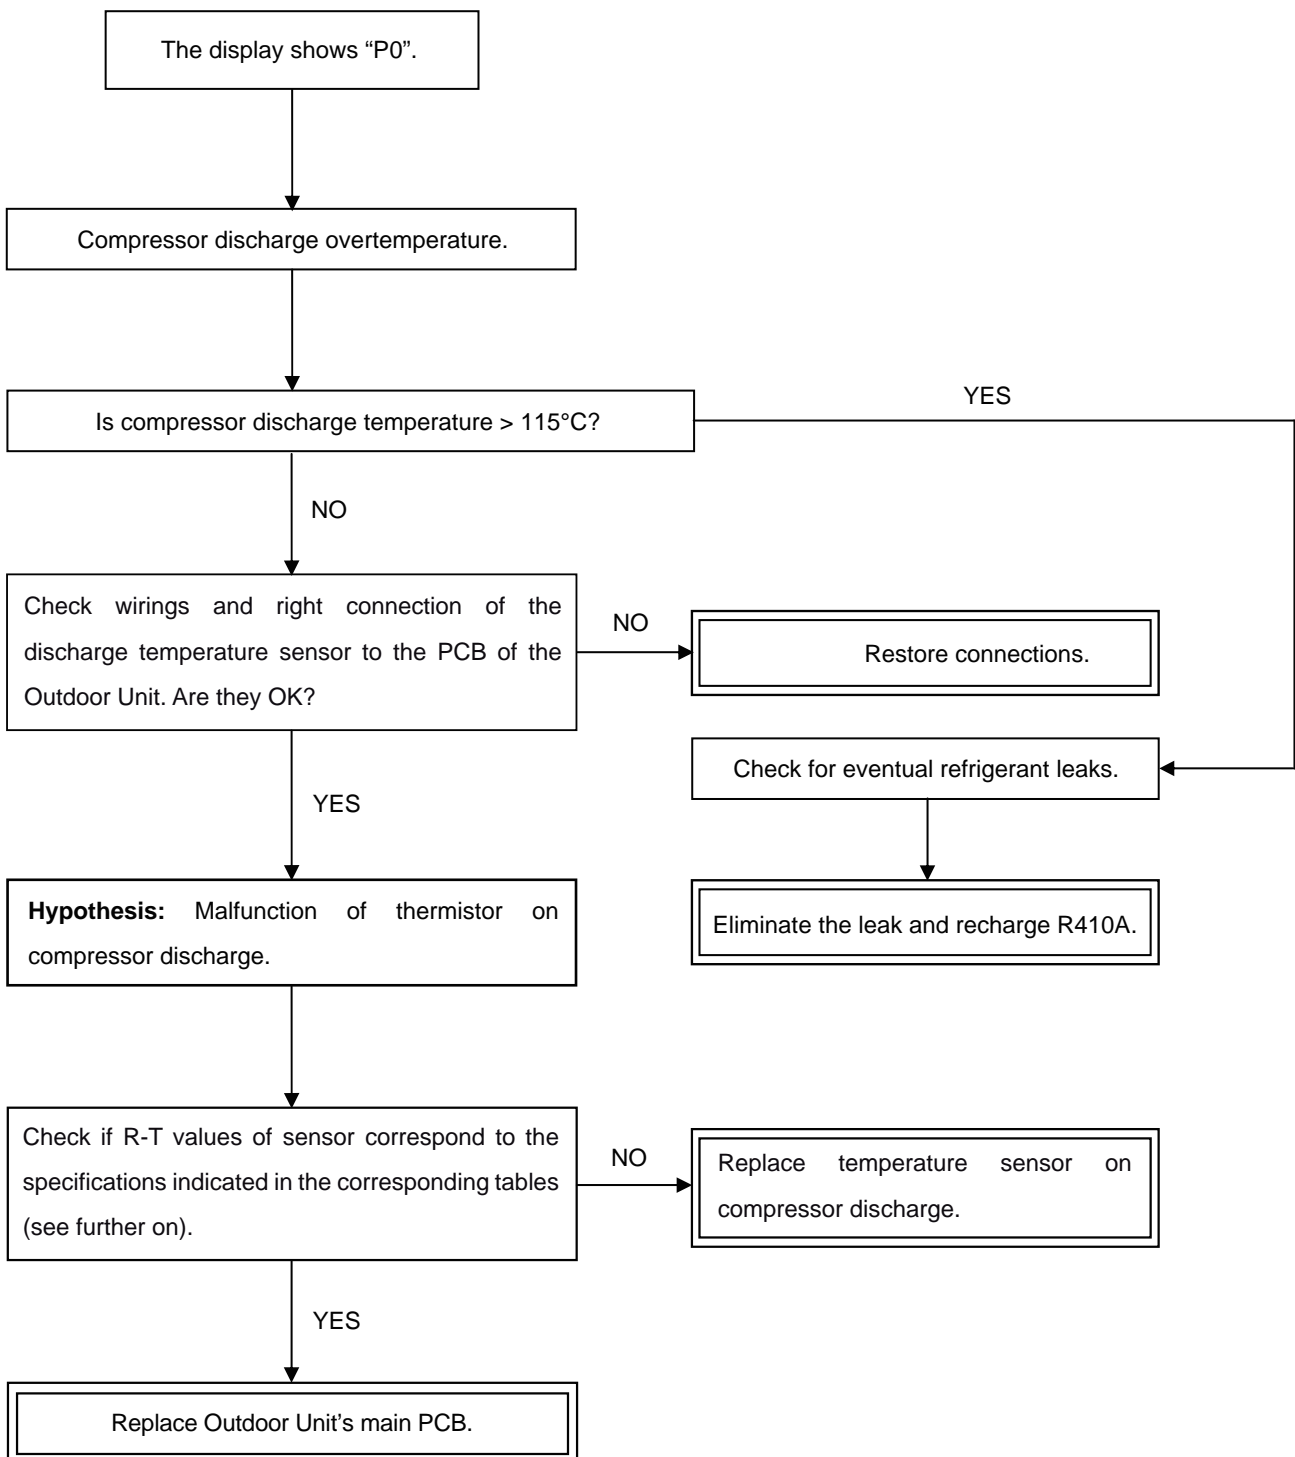 The display shows “P0”.
Compressor discharge overtemperature.
Is compressor discharge temperature > 115°C?
YES
NO
Check wirings and right connection of the
discharge temperature sensor to the PCB of the
Outdoor Unit. Are they OK?
NO
Restore connections.
Check for eventual refrigerant leaks.
YES
Hypothesis: Malfunction of thermistor on
compressor discharge.
Eliminate the leak and recharge R410A.
Check if R-T values of sensor correspond to the
specifications indicated in the corresponding tables
(see further on).
NO
Replace temperature sensor on
compressor discharge.
YES
Replace Outdoor Unit’s main PCB.